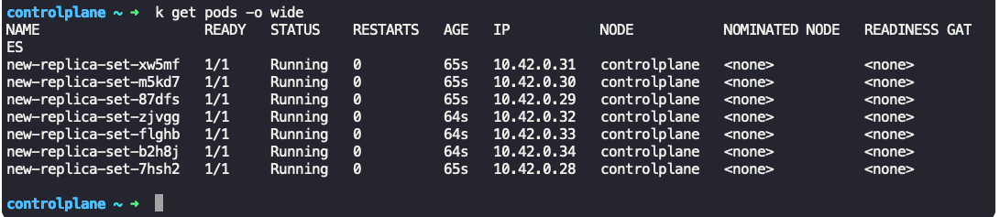 controlplane ~ ➜  k get pods -o wide
NAME                    READY   STATUS    RESTARTS   AGE   IP           NODE           NOMINATED NODE   READINESS GAT
ES
new-replica-set-xw5mf   1/1     Running   0          65s   10.42.0.31   controlplane   <none>           <none>
new-replica-set-m5kd7   1/1     Running   0          65s   10.42.0.30   controlplane   <none>           <none>
new-replica-set-87dfs   1/1     Running   0          65s   10.42.0.29   controlplane   <none>           <none>
new-replica-set-zjvgg   1/1     Running   0          64s   10.42.0.32   controlplane   <none>           <none>
new-replica-set-flghb   1/1     Running   0          64s   10.42.0.33   controlplane   <none>           <none>
new-replica-set-b2h8j   1/1     Running   0          64s   10.42.0.34   controlplane   <none>           <none>
new-replica-set-7hsh2   1/1     Running   0          65s   10.42.0.28   controlplane   <none>           <none>
controlplane ~ ➜